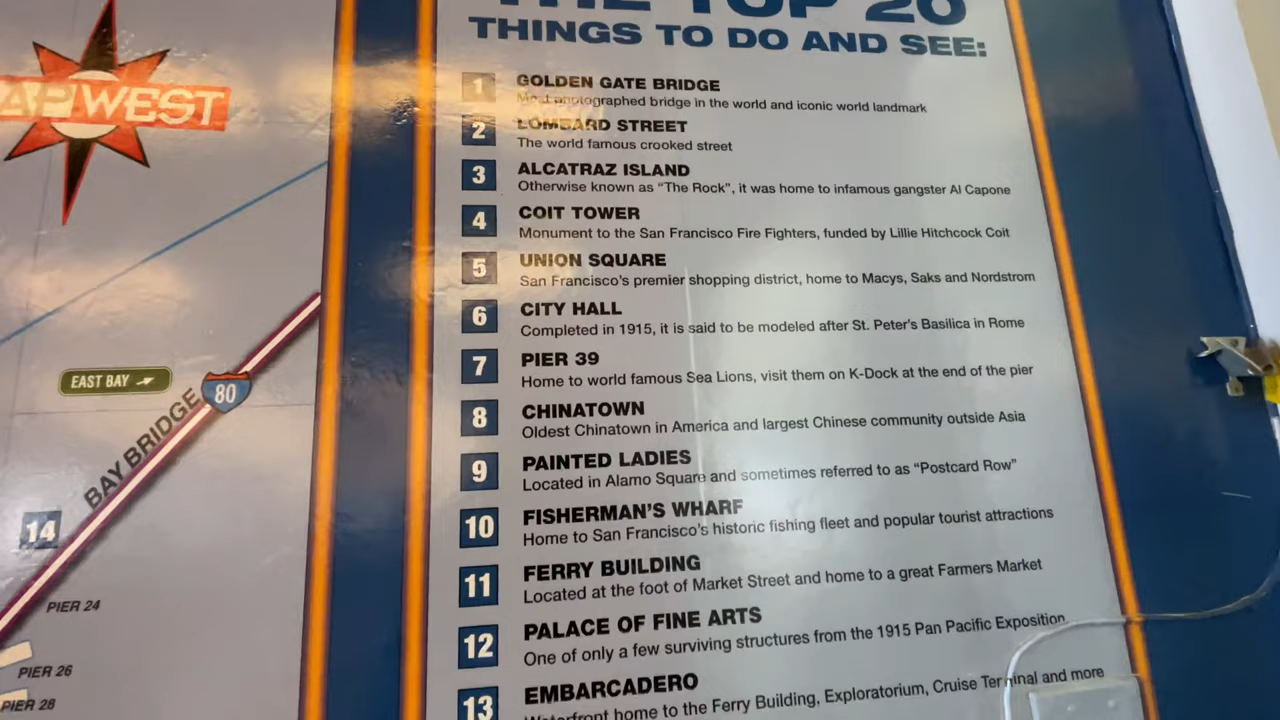 THE TOP 20
THINGS TO DO AND SEE:
1 GOLDEN GATE BRIDGE
Most photographed bridge in the world and iconic world landmark
2 LOMBARD STREET
The world famous crooked street
3 ALCATRAZ ISLAND
Otherwise known as “The Rock”, it was home to infamous gangster Al Capone
4 COIT TOWER
Monument to the San Francisco Fire Fighters, funded by Lillie Hitchcock Coit
5 UNION SQUARE
San Francisco's premier shopping district, home to Macys, Saks and Nordstrom
6 CITY HALL
Completed in 1915, it is said to be modeled after St. Peter's Basilica in Rome
7 PIER 39
Home to world famous Sea Lions, visit them on K-Dock at the end of the pier
8 CHINATOWN
Oldest Chinatown in America and largest Chinese community outside Asia
9 PAINTED LADIES
Located in Alamo Square and sometimes referred to as “Postcard Row”
10 FISHERMAN'S WHARF
Home to San Francisco's historic fishing fleet and popular tourist attractions
11 FERRY BUILDING
Located at the foot of Market Street and home to a great Farmers Market
12 PALACE OF FINE ARTS
One of only a few surviving structures from the 1915 Pan Pacific Exposition
13 EMBARCADERO
Waterfront home to the Ferry Building, Exploratorium, Cruise Terminal and more
AP WEST
EAST BAY
80
BAY BRIDGE
14
PIER 24
PIER 26
PIER 28